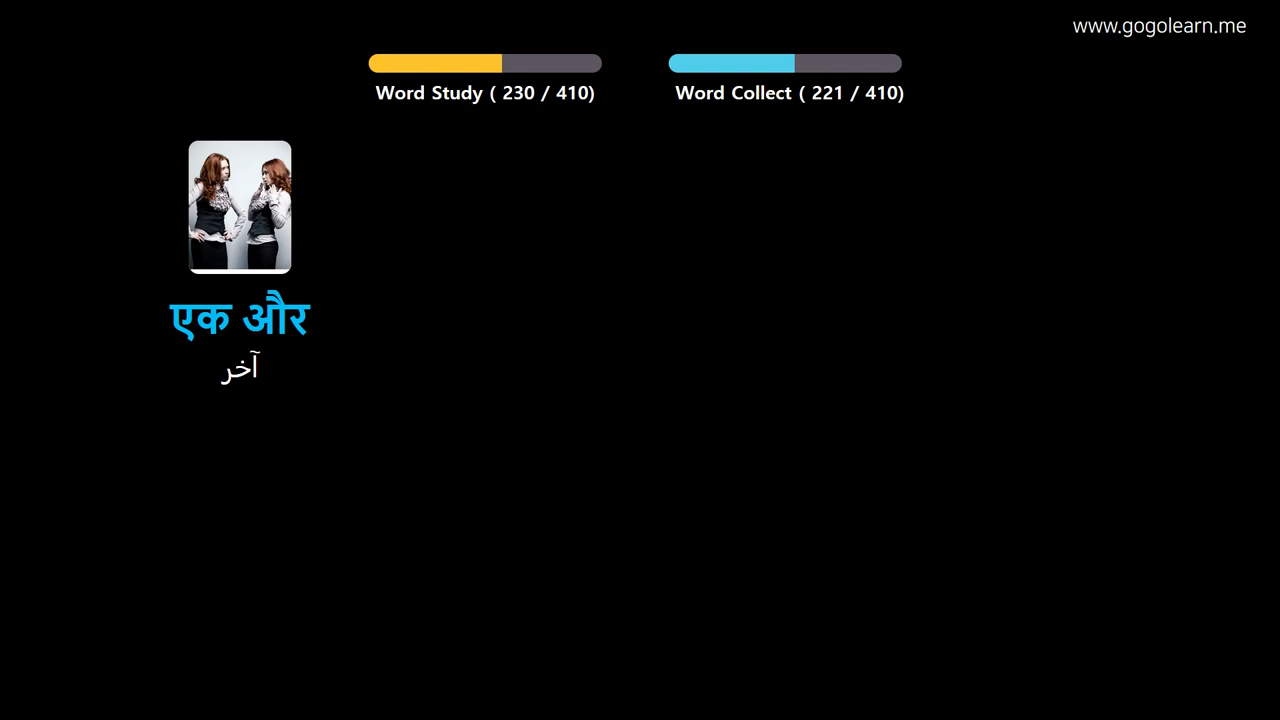 www.gogolearn.me
Word Study ( 230 / 410)
Word Collect ( 221 / 410)
एक और
آخر